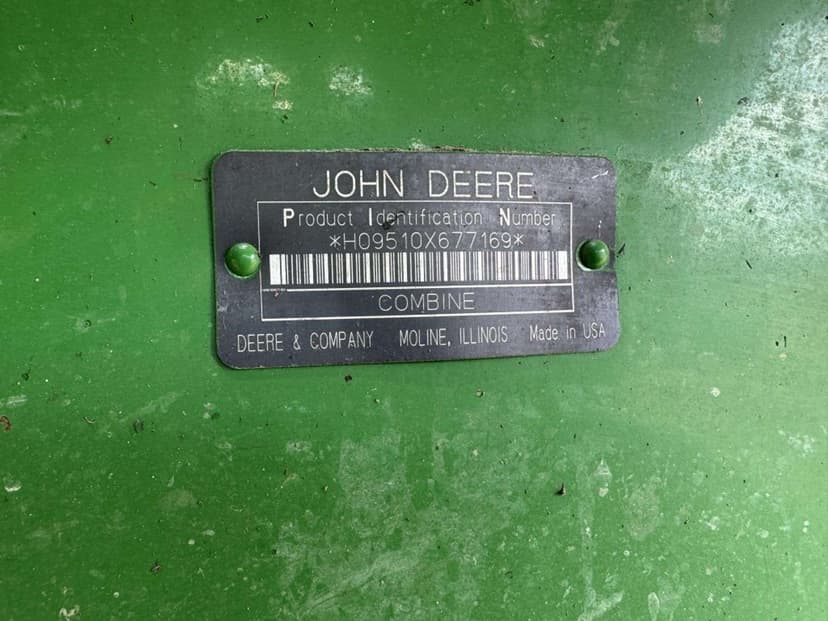 JOHN DEERE
Product Identification Number
*H09510X677169*
COMBINE
DEERE & COMPANY MOLINE, ILLINOIS Made in USA